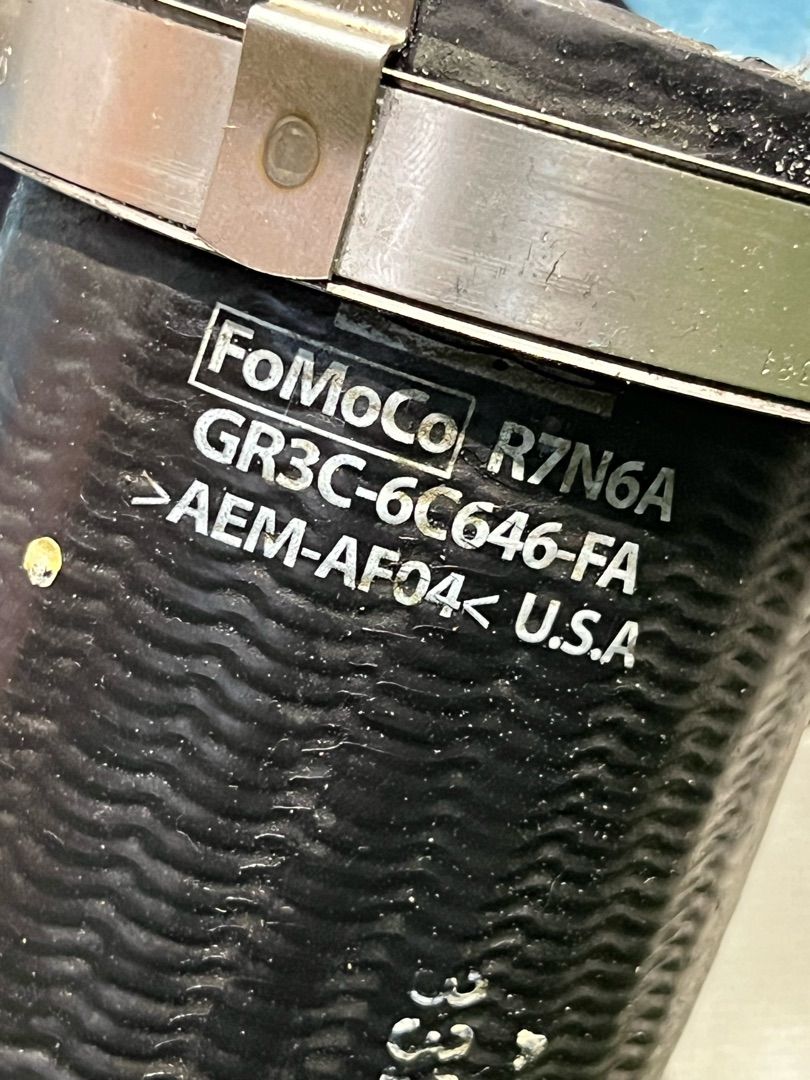 FoMoCo R7N6A
GR3C-6C646-FA
>AEM-AF04< U.S.A